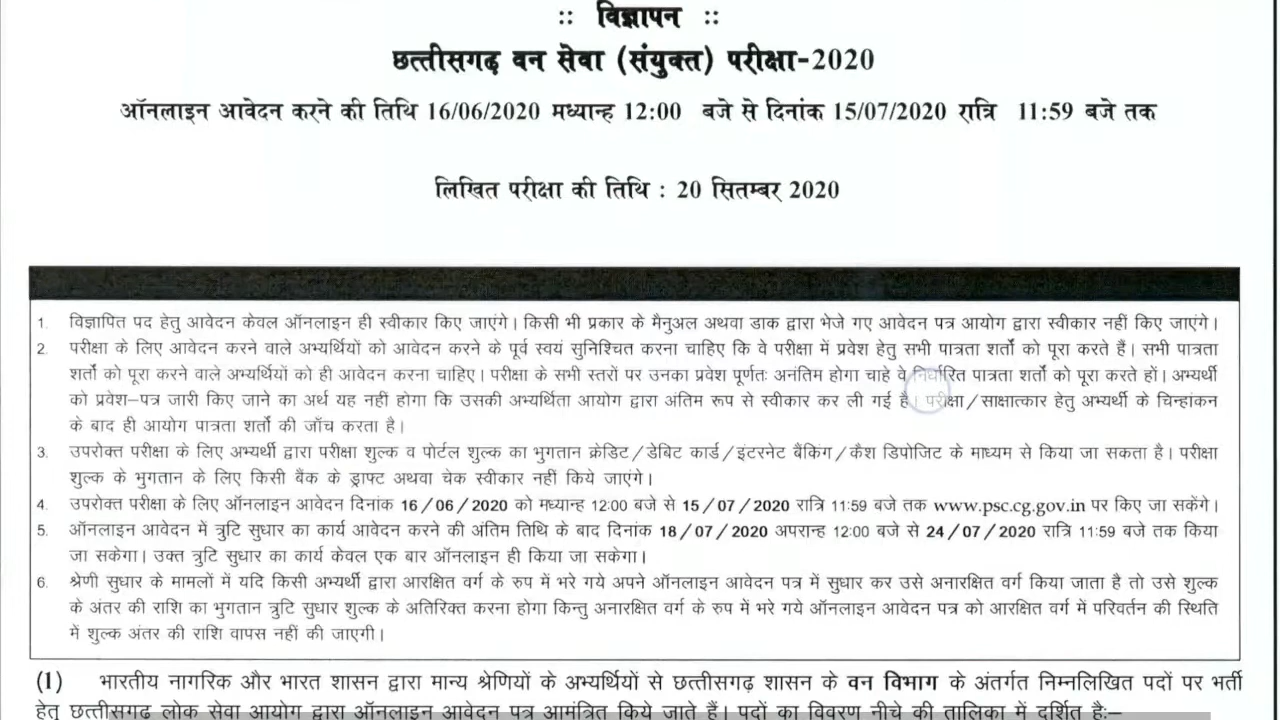 :: विज्ञापन ::
छत्तीसगढ़ वन सेवा (संयुक्त) परीक्षा-2020
ऑनलाइन आवेदन करने की तिथि 16/06/2020 मध्यान्ह 12:00 बजे से दिनांक 15/07/2020 रात्रि 11:59 बजे तक
लिखित परीक्षा की तिथि : 20 सितम्बर 2020
1. विज्ञापित पद हेतु आवेदन केवल ऑनलाइन ही स्वीकार किए जाएंगे। किसी भी प्रकार के मैनुअल अथवा डाक द्वारा भेजे गए आवेदन पत्र आयोग द्वारा स्वीकार नहीं किए जाएंगे।
2. परीक्षा के लिए आवेदन करने वाले अभ्यर्थियों को आवेदन करने के पूर्व स्वयं सुनिश्चित करना चाहिए कि वे परीक्षा में प्रवेश हेतु सभी पात्रता शर्तो को पूरा करते हैं। सभी पात्रता
शर्तो को पूरा करने वाले अभ्यर्थियों को ही आवेदन करना चाहिए। परीक्षा के सभी स्तरों पर उनका प्रवेश पूर्णतः अनंतिम होगा चाहे वे निर्धारित पात्रता शर्तो को पूरा करते हों। अभ्यर्थी
को प्रवेश–पत्र जारी किए जाने का अर्थ यह नहीं होगा कि उसकी अभ्यर्थिता आयोग द्वारा अंतिम रूप से स्वीकार कर ली गई है। परीक्षा/साक्षात्कार हेतु अभ्यर्थी के चिन्हांकन
के बाद ही आयोग पात्रता शर्तो की जॉंच करता है।
3. उपरोक्त परीक्षा के लिए अभ्यर्थी द्वारा परीक्षा शुल्क व पोर्टल शुल्क का भुगतान क्रेडिट/डेबिट कार्ड/इंटरनेट बैंकिंग/कैश डिपोजिट के माध्यम से किया जा सकता है। परीक्षा
शुल्क के भुगतान के लिए किसी बैंक के ड्राफ्ट अथवा चेक स्वीकार नहीं किये जाएंगे।
4. उपरोक्त परीक्षा के लिए ऑनलाइन आवेदन दिनांक 16/06/2020 को मध्यान्ह 12:00 बजे से 15/07/2020 रात्रि 11:59 बजे तक www.psc.cg.gov.in पर किए जा सकेंगे।
5. ऑनलाइन आवेदन में त्रुटि सुधार का कार्य आवेदन करने की अंतिम तिथि के बाद दिनांक 18/07/2020 अपरान्ह 12:00 बजे से 24/07/2020 रात्रि 11:59 बजे तक किया
जा सकेगा। उक्त त्रुटि सुधार का कार्य केवल एक बार ऑनलाइन ही किया जा सकेगा।
6. श्रेणी सुधार के मामलों में यदि किसी अभ्यर्थी द्वारा आरक्षित वर्ग के रुप में भरे गये अपने ऑनलाइन आवेदन पत्र में सुधार कर उसे अनारक्षित वर्ग किया जाता है तो उसे शुल्क
के अंतर की राशि का भुगतान त्रुटि सुधार शुल्क के अतिरिक्त करना होगा किन्तु अनारक्षित वर्ग के रुप में भरे गये ऑनलाइन आवेदन पत्र को आरक्षित वर्ग में परिवर्तन की स्थिति
में शुल्क अंतर की राशि वापस नहीं की जाएगी।
(1) भारतीय नागरिक और भारत शासन द्वारा मान्य श्रेणियों के अभ्यर्थियों से छत्तीसगढ़ शासन के वन विभाग के अंतर्गत निम्नलिखित पदों पर भर्ती
हेतु छत्तीसगढ़ लोक सेवा आयोग द्वारा ऑनलाइन आवेदन पत्र आमंत्रित किये जाते हैं। पदों का विवरण नीचे की तालिका में दर्शित है:–